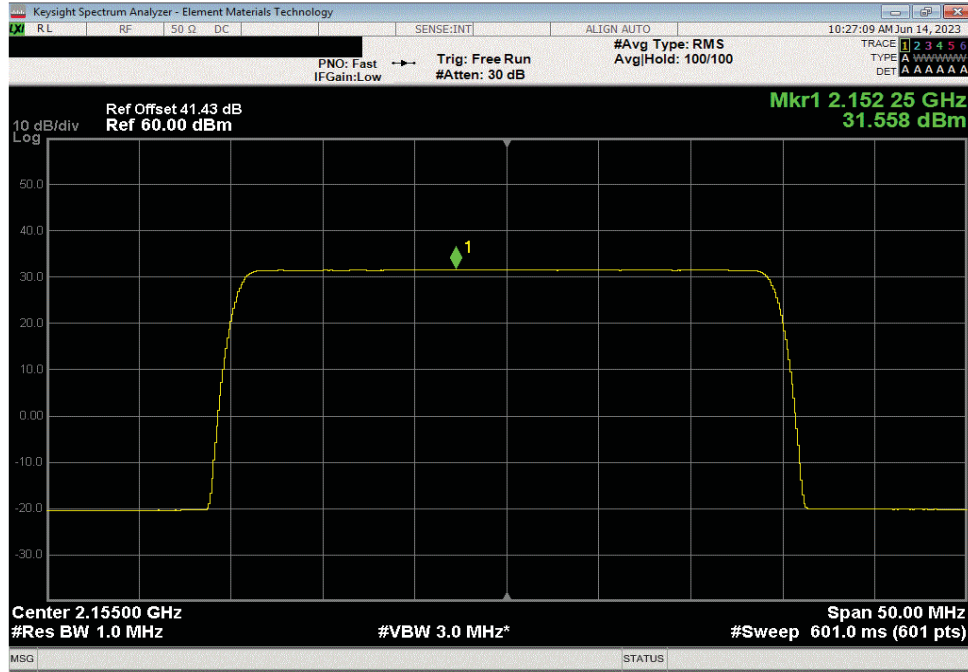 Keysight Spectrum Analyzer - Element Materials Technology
LXI RL RF 50 Ω DC SENSE:INT ALIGN AUTO 10:27:09 AM Jun 14, 2023
#Avg Type: RMS TRACE 1 2 3 4 5 6
PNO: Fast Trig: Free Run Avg|Hold: 100/100 TYPE A WWWWW
IFGain:Low #Atten: 30 dB DET A A A A A A
Mkr1 2.152 25 GHz
31.558 dBm
Ref Offset 41.43 dB
10 dB/div Ref 60.00 dBm
Log
1
50.0
40.0
30.0
20.0
10.0
0.00
-10.0
-20.0
-30.0
Center 2.15500 GHz Span 50.00 MHz
#Res BW 1.0 MHz #VBW 3.0 MHz* #Sweep 601.0 ms (601 pts)
MSG STATUS